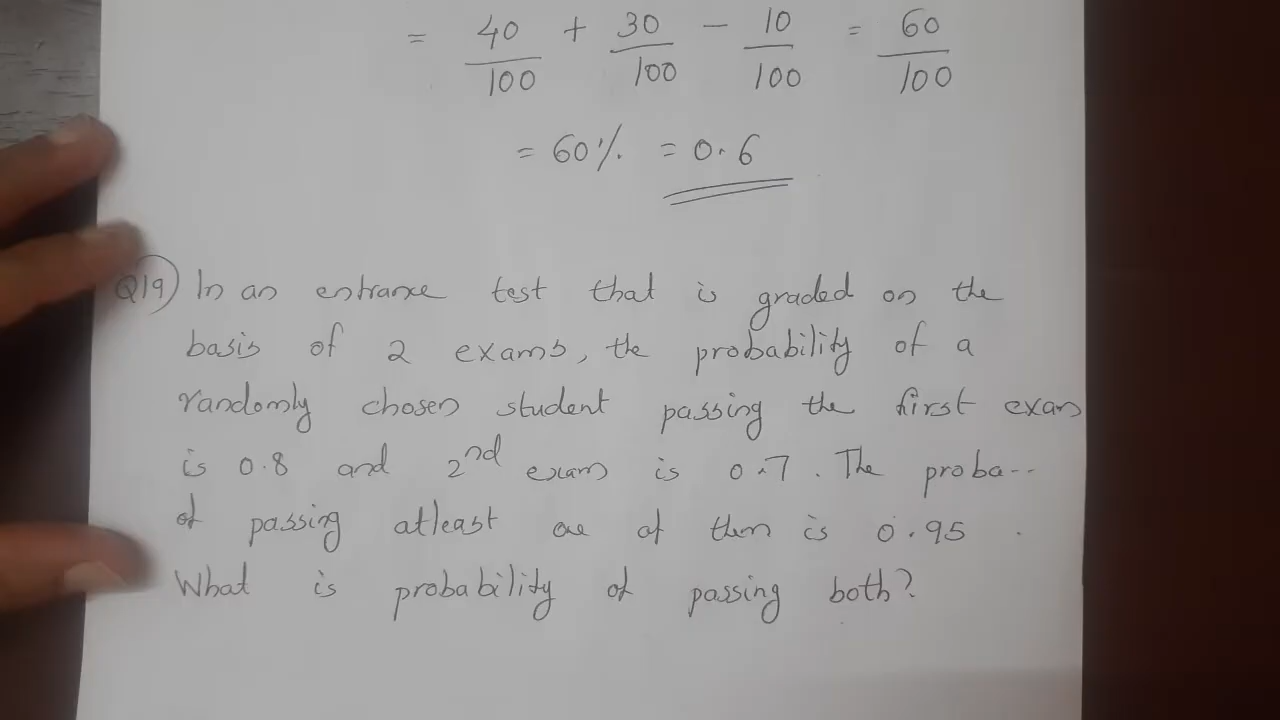 = 40/100 + 30/100 - 10/100 = 60/100
= 60% = 0.6
Q19) In an entrance test that is graded on the
basis of 2 exams, the probability of a
randomly chosen student passing the first exam
is 0.8 and 2nd exam is 0.7. The proba--
of passing atleast one of them is 0.95.
What is probability of passing both?